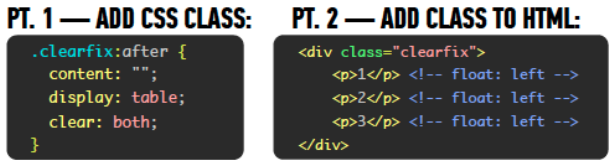 PT. 1 — ADD CSS CLASS:
.clearfix:after {
content: "";
display: table;
clear: both;
}
PT. 2 — ADD CLASS TO HTML:
<div class="clearfix">
<p>1</p> <!-- float: left -->
<p>2</p> <!-- float: left -->
<p>3</p> <!-- float: left -->
</div>